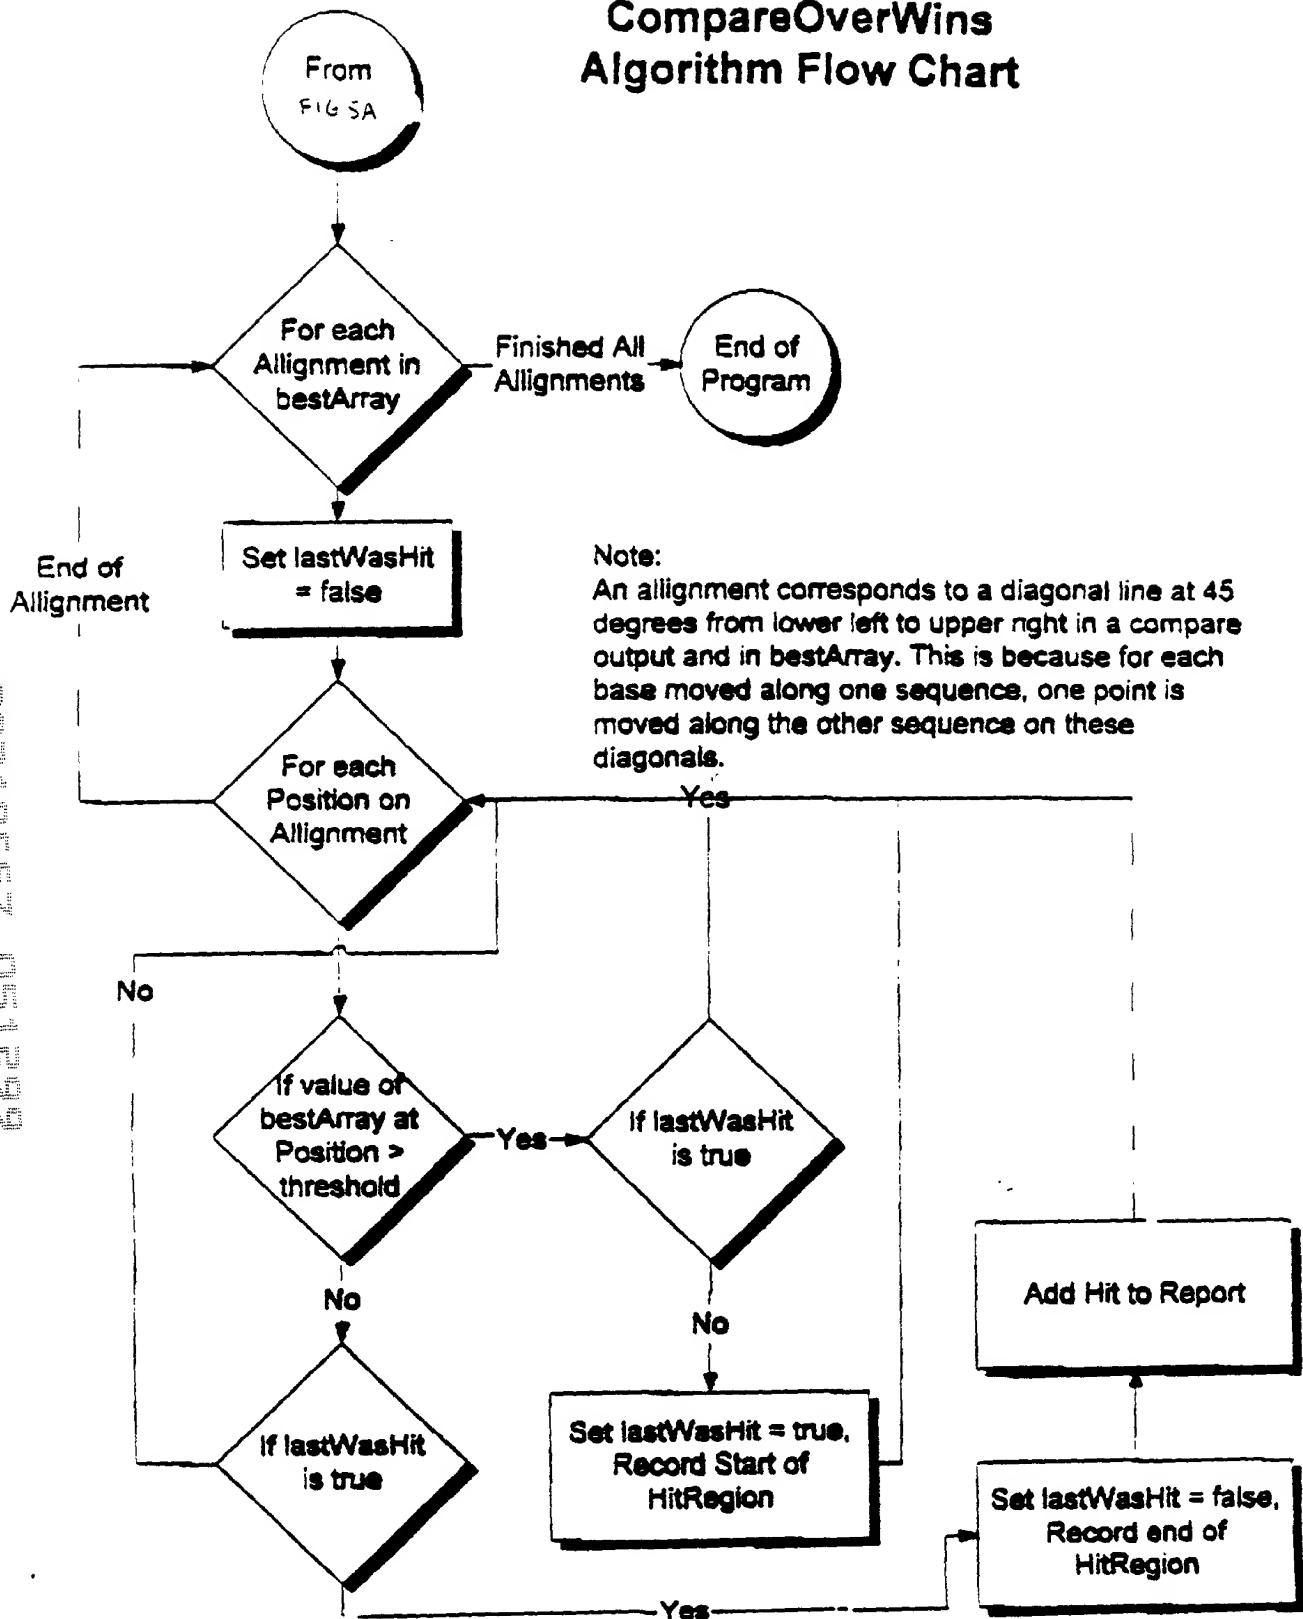 CompareOverWins
Algorithm Flow Chart
From
FIG 5A
For each
Allignment in
bestArray
Finished All
Allignments
End of
Program
Set lastWasHit
= false
End of
Allignment
Note:
An allignment corresponds to a diagonal line at 45
degrees from lower left to upper right in a compare
output and in bestArray. This is because for each
base moved along one sequence, one point is
moved along the other sequence on these
diagonals.
For each
Position on
Allignment
Yes
No
If value of
bestArray at
Position >
threshold
Yes
If lastWasHit
is true
No
No
Add Hit to Report
If lastWasHit
is true
Set lastWasHit = true,
Record Start of
HitRegion
Set lastWasHit = false,
Record end of
HitRegion
Yes